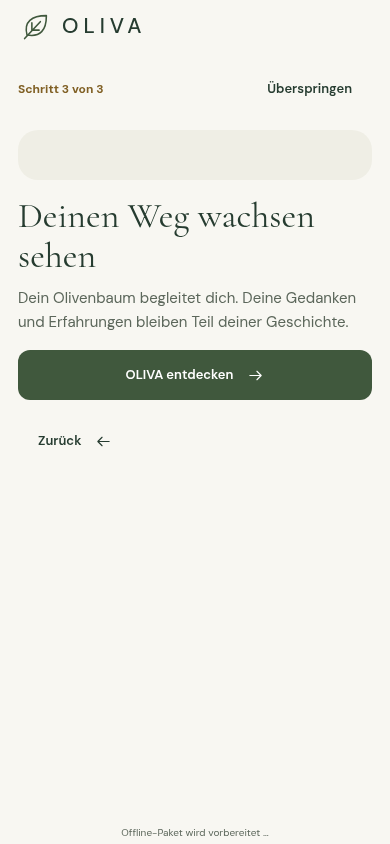 OLIVA
Schritt 3 von 3
Überspringen
Deinen Weg wachsen
sehen
Dein Olivenbaum begleitet dich. Deine Gedanken
und Erfahrungen bleiben Teil deiner Geschichte.
OLIVA entdecken →
Zurück ←
Offline-Paket wird vorbereitet …